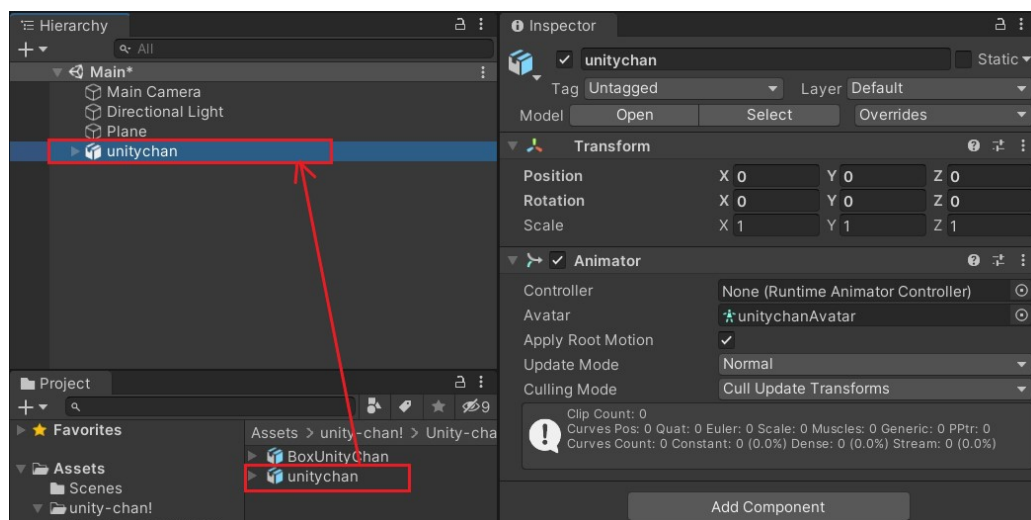 Hierarchy
All
Main*
Main Camera
Directional Light
Plane
unitychan
Project
9
Favorites
Assets
Scenes
unity-chan!
Assets > unity-chan! > Unity-cha
BoxUnityChan
unitychan
Inspector
unitychan Static
Tag Untagged Layer Default
Model Open Select Overrides
Transform
Position X 0 Y 0 Z 0
Rotation X 0 Y 0 Z 0
Scale X 1 Y 1 Z 1
Animator
Controller None (Runtime Animator Controller)
Avatar unitychanAvatar
Apply Root Motion
Update Mode Normal
Culling Mode Cull Update Transforms
Clip Count: 0
Curves Pos: 0 Quat: 0 Euler: 0 Scale: 0 Muscles: 0 Generic: 0 PPtr: 0
Curves Count: 0 Constant: 0 (0.0%) Dense: 0 (0.0%) Stream: 0 (0.0%)
Add Component